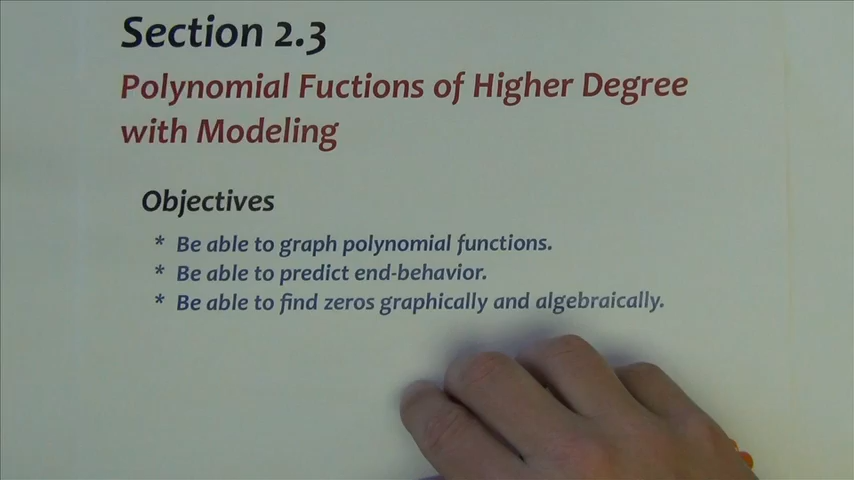 Section 2.3
Polynomial Fuctions of Higher Degree
with Modeling
Objectives
* Be able to graph polynomial functions.
* Be able to predict end-behavior.
* Be able to find zeros graphically and algebraically.